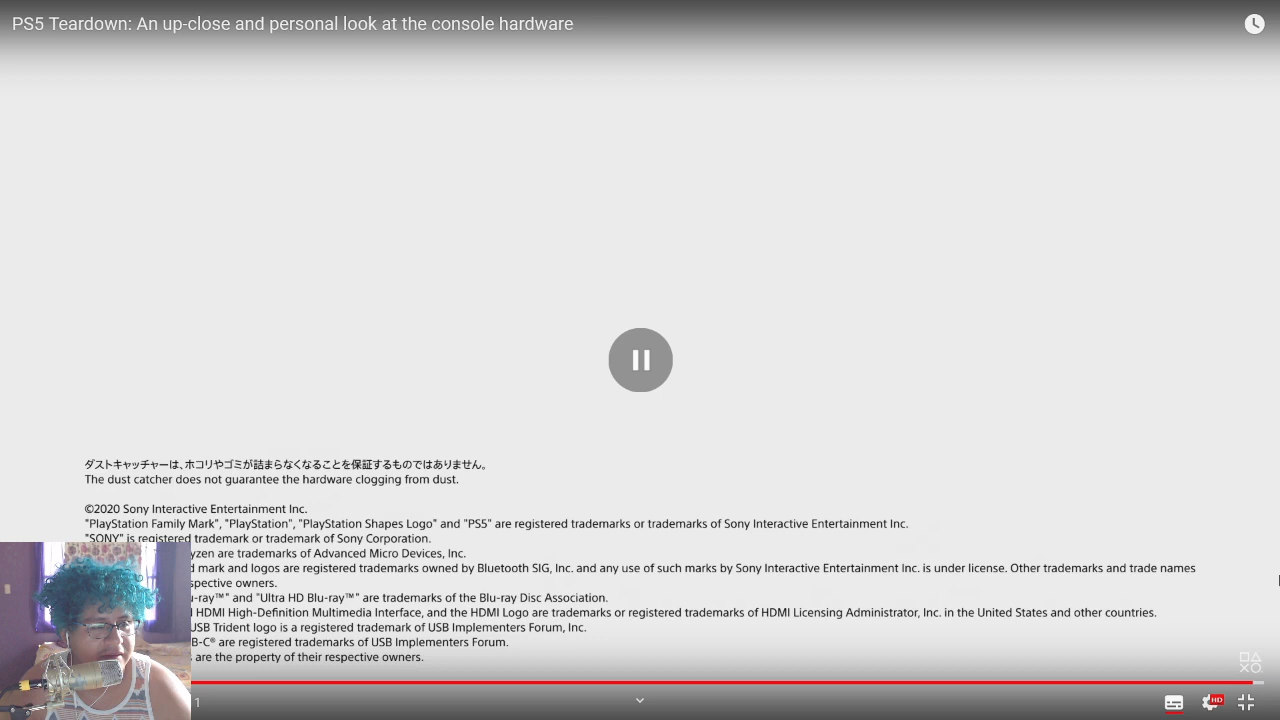 PS5 Teardown: An up-close and personal look at the console hardware
ダストキャッチャーは、ホコリやゴミが詰まらなくなることを保証するものではありません。
The dust catcher does not guarantee the hardware clogging from dust.
©2020 Sony Interactive Entertainment Inc.
"PlayStation Family Mark", "PlayStation", "PlayStation Shapes Logo" and "PS5" are registered trademarks or trademarks of Sony Interactive Entertainment Inc.
"SONY" is registered trademark or trademark of Sony Corporation.
yzen are trademarks of Advanced Micro Devices, Inc.
d mark and logos are registered trademarks owned by Bluetooth SIG, Inc. and any use of such marks by Sony Interactive Entertainment Inc. is under license. Other trademarks and trade names
spective owners.
u-ray™" and "Ultra HD Blu-ray™" are trademarks of the Blu-ray Disc Association.
HDMI High-Definition Multimedia Interface, and the HDMI Logo are trademarks or registered trademarks of HDMI Licensing Administrator, Inc. in the United States and other countries.
USB Trident logo is a registered trademark of USB Implementers Forum, Inc.
B-C® are registered trademarks of USB Implementers Forum.
are the property of their respective owners.
1
HD